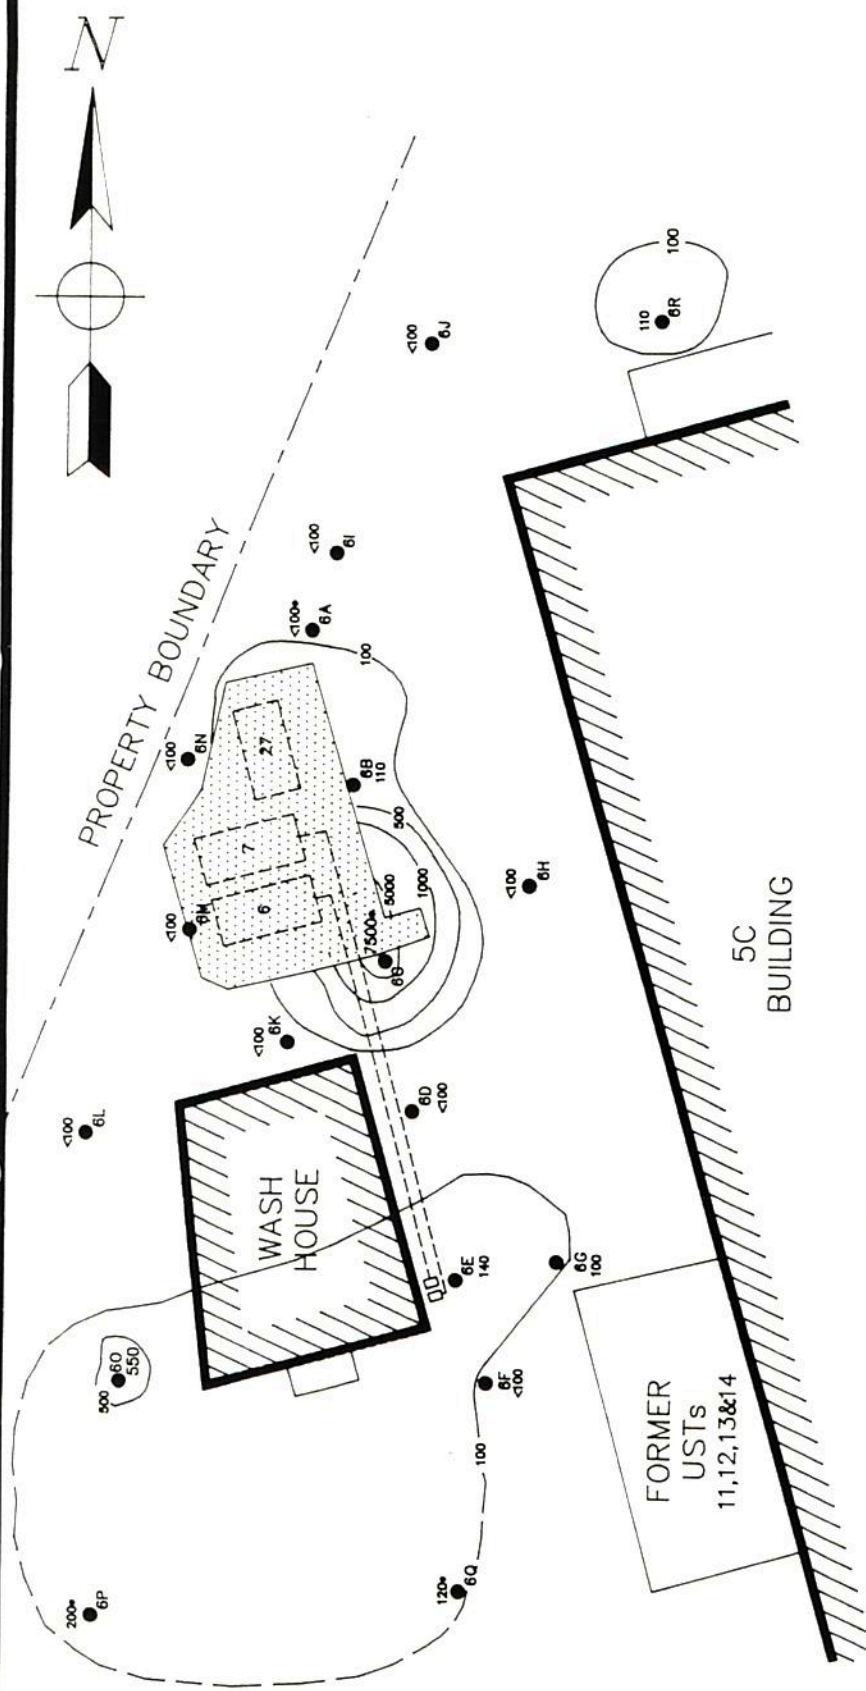 N
PROPERTY BOUNDARY
<100
6J
100
110
6R
<100
6I
<100•
6A
100
<100
6N
27
6B
110
7
500
<100
6M
6
5000
1000
<100
6H
7500•
6C
<100
6K
<100
6L
6D
<100
WASH
HOUSE
5C
BUILDING
6E
140
6G
100
500
6O
550
6F
<100
100
FORMER
USTs
11,12,13&14
200•
6P
120•
6Q